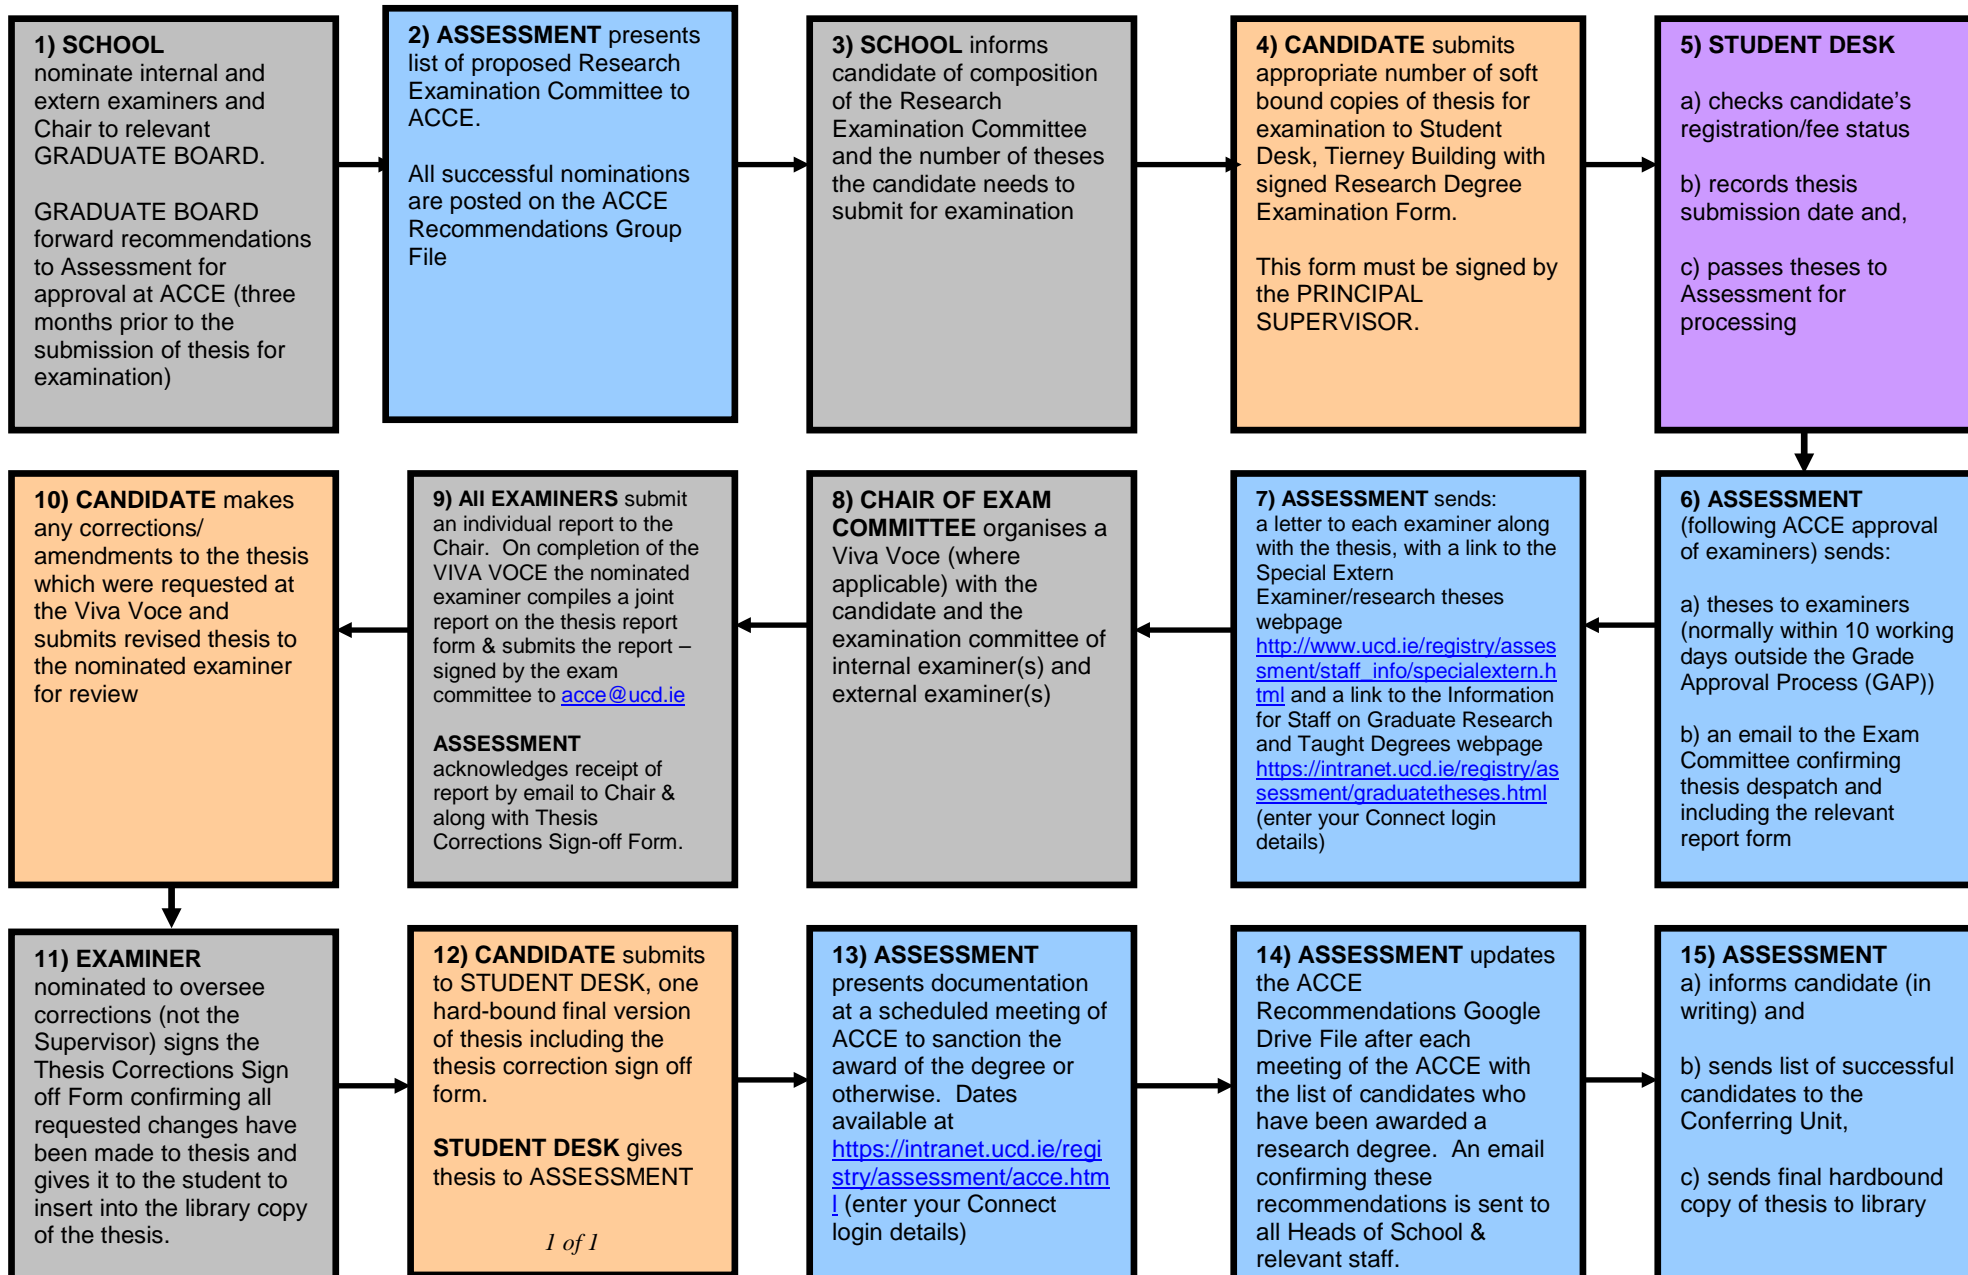 1) SCHOOL
nominate internal and
extern examiners and
Chair to relevant
GRADUATE BOARD.
GRADUATE BOARD
forward recommendations
to Assessment for
approval at ACCE (three
months prior to the
submission of thesis for
examination)
2) ASSESSMENT presents
list of proposed Research
Examination Committee to
ACCE.
All successful nominations
are posted on the ACCE
Recommendations Group
File
3) SCHOOL informs
candidate of composition
of the Research
Examination Committee
and the number of theses
the candidate needs to
submit for examination
4) CANDIDATE submits
appropriate number of soft
bound copies of thesis for
examination to Student
Desk, Tierney Building with
signed Research Degree
Examination Form.
This form must be signed by
the PRINCIPAL
SUPERVISOR.
5) STUDENT DESK
a) checks candidate's
registration/fee status
b) records thesis
submission date and,
c) passes theses to
Assessment for
processing
6) ASSESSMENT
(following ACCE approval
of examiners) sends:
a) theses to examiners
(normally within 10 working
days outside the Grade
Approval Process (GAP))
b) an email to the Exam
Committee confirming
thesis despatch and
including the relevant
report form
7) ASSESSMENT sends:
a letter to each examiner along
with the thesis, with a link to the
Special Extern
Examiner/research theses
webpage
http://www.ucd.ie/registry/asses
sment/staff_info/specialextern.h
tml and a link to the Information
for Staff on Graduate Research
and Taught Degrees webpage
https://intranet.ucd.ie/registry/as
sessment/graduatetheses.html
(enter your Connect login
details)
8) CHAIR OF EXAM
COMMITTEE organises a
Viva Voce (where
applicable) with the
candidate and the
examination committee of
internal examiner(s) and
external examiner(s)
9) All EXAMINERS submit
an individual report to the
Chair.  On completion of the
VIVA VOCE the nominated
examiner compiles a joint
report on the thesis report
form & submits the report –
signed by the exam
committee to acce@ucd.ie
ASSESSMENT
acknowledges receipt of
report by email to Chair &
along with Thesis
Corrections Sign-off Form.
10) CANDIDATE makes
any corrections/
amendments to the thesis
which were requested at
the Viva Voce and
submits revised thesis to
the nominated examiner
for review
11) EXAMINER
nominated to oversee
corrections (not the
Supervisor) signs the
Thesis Corrections Sign
off Form confirming all
requested changes have
been made to thesis and
gives it to the student to
insert into the library copy
of the thesis.
12) CANDIDATE submits
to STUDENT DESK, one
hard-bound final version
of thesis including the
thesis correction sign off
form.
STUDENT DESK gives
thesis to ASSESSMENT
1 of 1
13) ASSESSMENT
presents documentation
at a scheduled meeting of
ACCE to sanction the
award of the degree or
otherwise.  Dates
available at
https://intranet.ucd.ie/regi
stry/assessment/acce.htm
l (enter your Connect
login details)
14) ASSESSMENT updates
the ACCE
Recommendations Google
Drive File after each
meeting of the ACCE with
the list of candidates who
have been awarded a
research degree.  An email
confirming these
recommendations is sent to
all Heads of School &
relevant staff.
15) ASSESSMENT
a) informs candidate (in
writing) and
b) sends list of successful
candidates to the
Conferring Unit,
c) sends final hardbound
copy of thesis to library